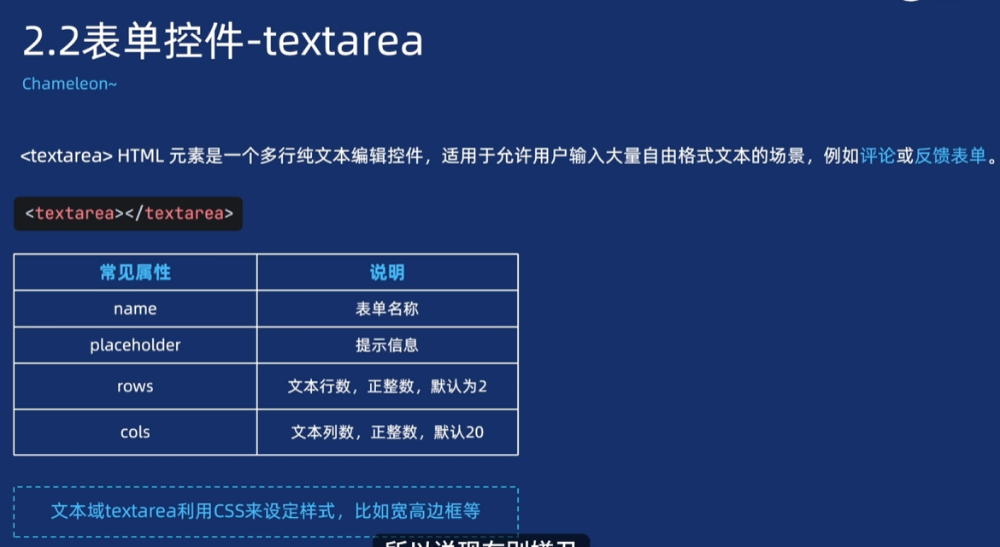 2.2表单控件-textarea
Chameleon~
<textarea> HTML 元素是一个多行纯文本编辑控件，适用于允许用户输入大量自由格式文本的场景，例如评论或反馈表单。
<textarea></textarea>
常见属性 说明
name 表单名称
placeholder 提示信息
rows 文本行数，正整数，默认为2
cols 文本列数，正整数，默认20
文本域textarea利用CSS来设定样式，比如宽高边框等
所以说现在别